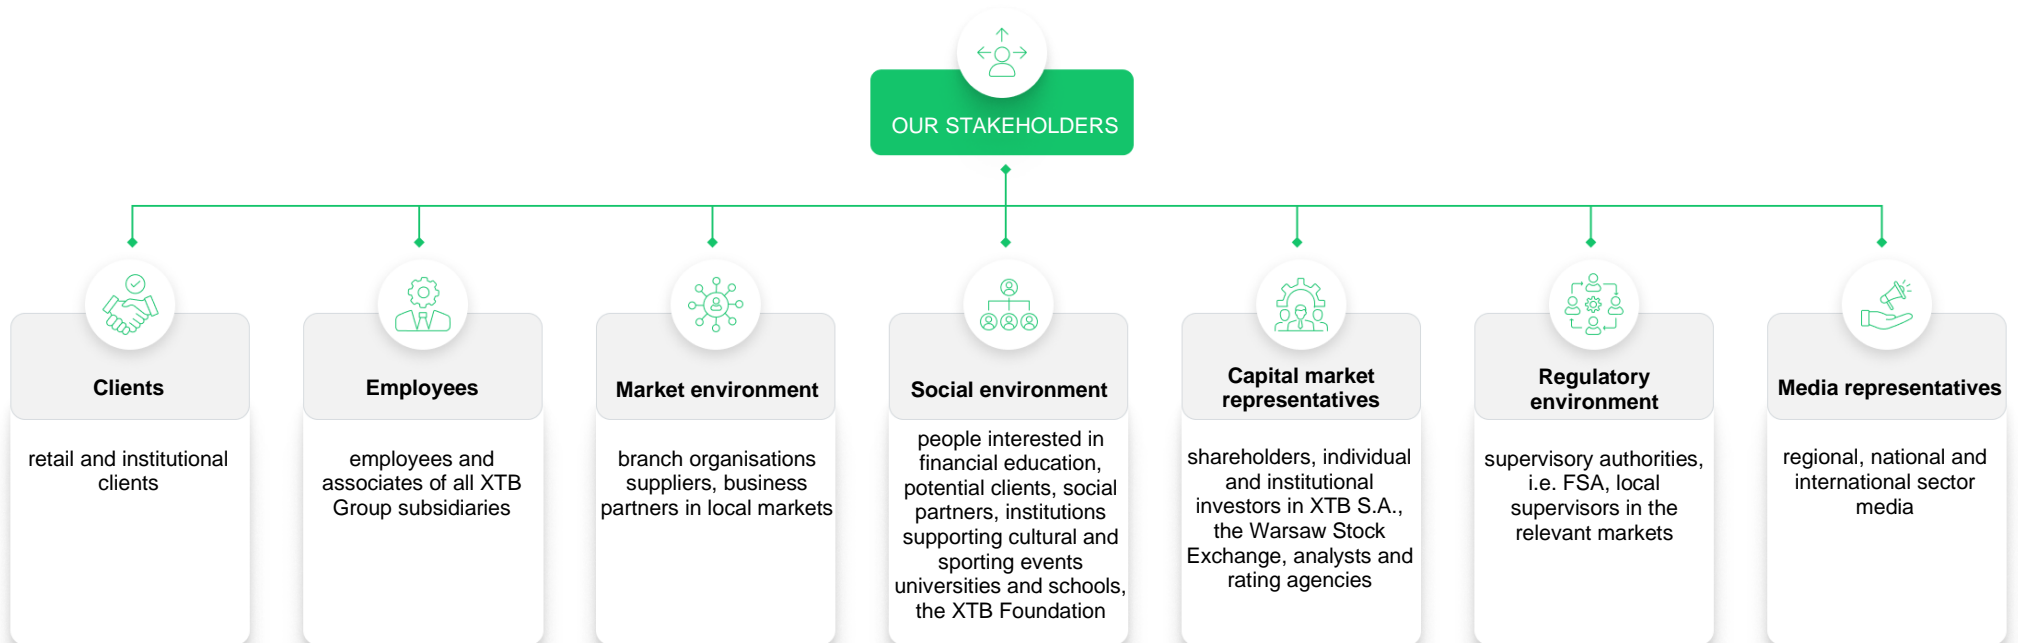 OUR STAKEHOLDERS
Clients
retail and institutional
clients
Employees
employees and
associates of all XTB
Group subsidiaries
Market environment
branch organisations
suppliers, business
partners in local markets
Social environment
people interested in
financial education,
potential clients, social
partners, institutions
supporting cultural and
sporting events
universities and schools,
the XTB Foundation
Capital market
representatives
shareholders, individual
and institutional
investors in XTB S.A.,
the Warsaw Stock
Exchange, analysts and
rating agencies
Regulatory
environment
supervisory authorities,
i.e. FSA, local
supervisors in the
relevant markets
Media representatives
regional, national and
international sector
media